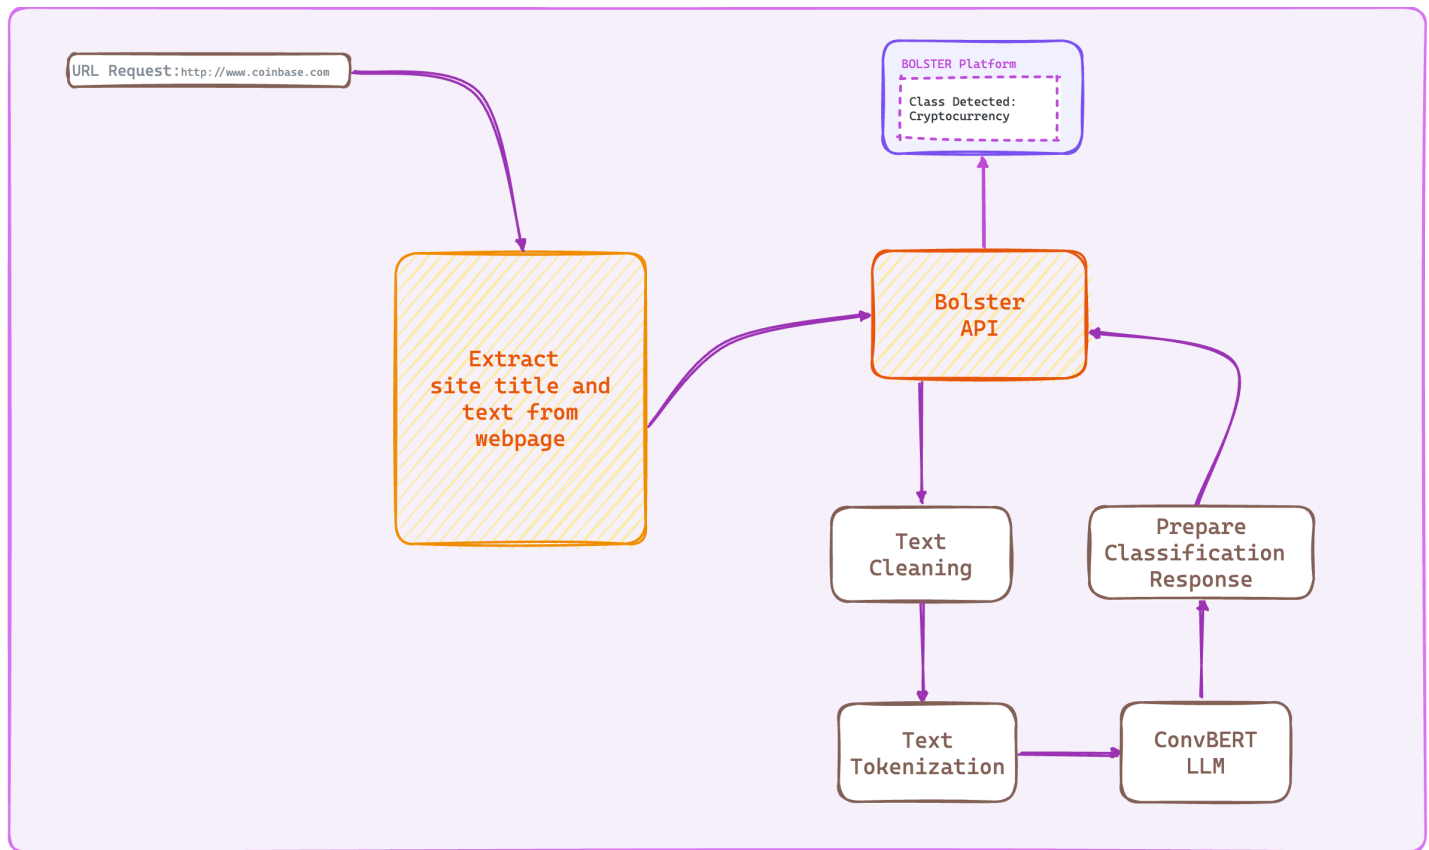 URL Request:http://www.coinbase.com
BOLSTER Platform
Class Detected:
Cryptocurrency
Extract
site title and
text from
webpage
Bolster
API
Text
Cleaning
Prepare
Classification
Response
Text
Tokenization
ConvBERT
LLM